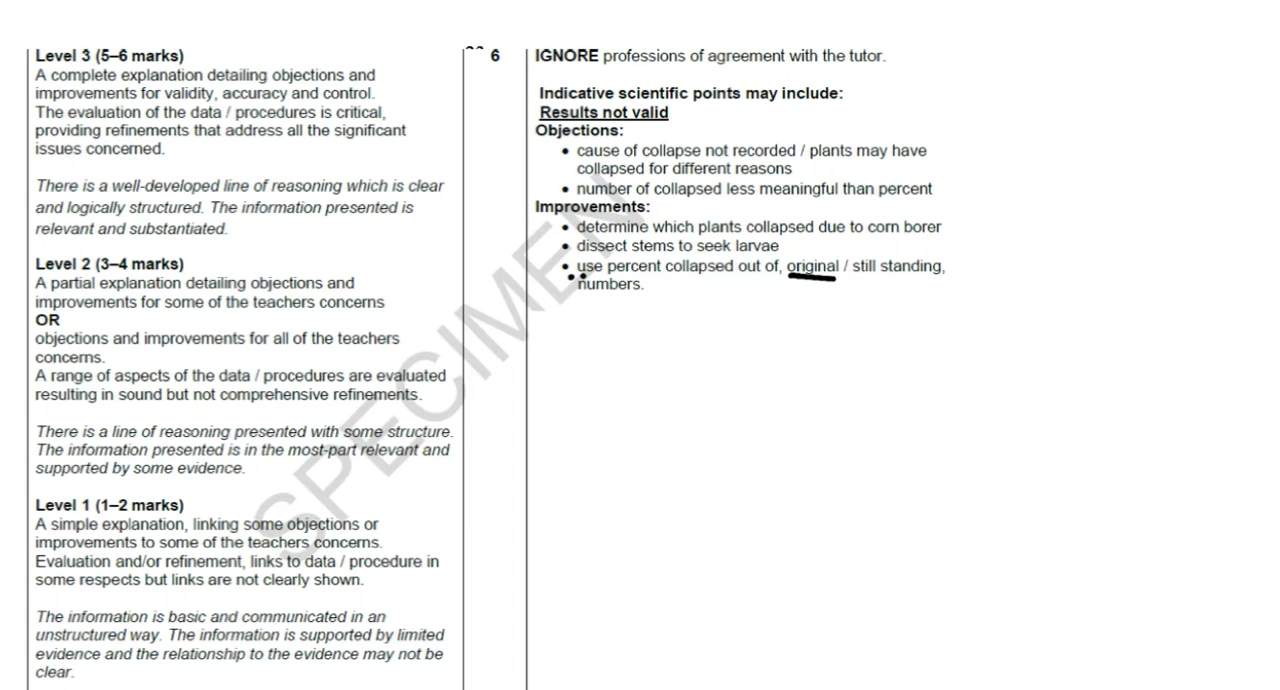 Level 3 (5–6 marks)
A complete explanation detailing objections and
improvements for validity, accuracy and control.
The evaluation of the data / procedures is critical,
providing refinements that address all the significant
issues concerned.
There is a well-developed line of reasoning which is clear
and logically structured. The information presented is
relevant and substantiated.
Level 2 (3–4 marks)
A partial explanation detailing objections and
improvements for some of the teachers concerns
OR
objections and improvements for all of the teachers
concerns.
A range of aspects of the data / procedures are evaluated
resulting in sound but not comprehensive refinements.
There is a line of reasoning presented with some structure.
The information presented is in the most-part relevant and
supported by some evidence.
Level 1 (1–2 marks)
A simple explanation, linking some objections or
improvements to some of the teachers concerns.
Evaluation and/or refinement, links to data / procedure in
some respects but links are not clearly shown.
The information is basic and communicated in an
unstructured way. The information is supported by limited
evidence and the relationship to the evidence may not be
clear.
6
IGNORE professions of agreement with the tutor.
Indicative scientific points may include:
Results not valid
Objections:
• cause of collapse not recorded / plants may have
collapsed for different reasons
• number of collapsed less meaningful than percent
Improvements:
• determine which plants collapsed due to corn borer
• dissect stems to seek larvae
• use percent collapsed out of, original / still standing,
numbers.
SPECIMEN